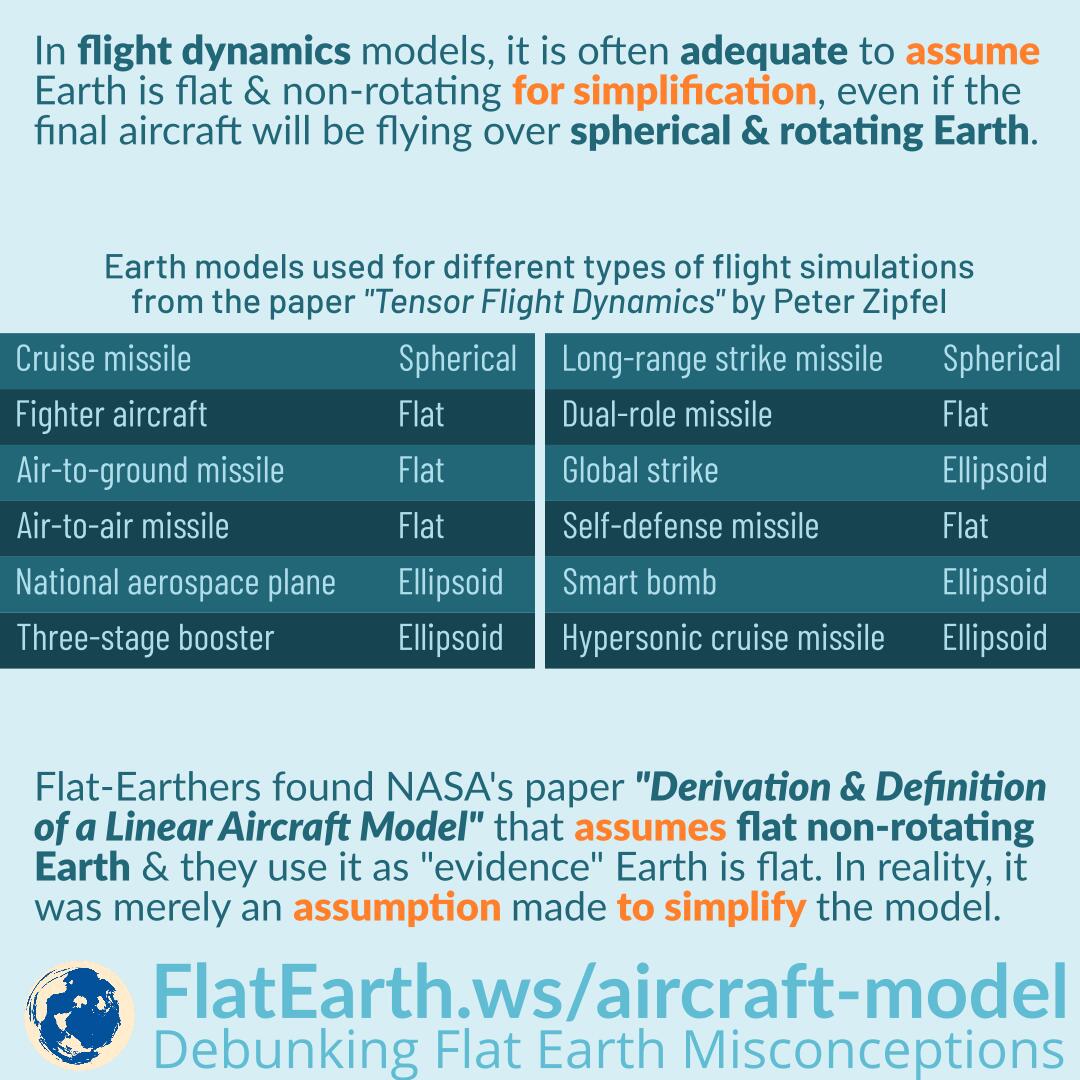 In flight dynamics models, it is often adequate to assume
Earth is flat & non-rotating for simplification, even if the
final aircraft will be flying over spherical & rotating Earth.
Earth models used for different types of flight simulations
from the paper "Tensor Flight Dynamics" by Peter Zipfel
Cruise missile Spherical
Fighter aircraft Flat
Air-to-ground missile Flat
Air-to-air missile Flat
National aerospace plane Ellipsoid
Three-stage booster Ellipsoid
Long-range strike missile Spherical
Dual-role missile Flat
Global strike Ellipsoid
Self-defense missile Flat
Smart bomb Ellipsoid
Hypersonic cruise missile Ellipsoid
Flat-Earthers found NASA's paper "Derivation & Definition
of a Linear Aircraft Model" that assumes flat non-rotating
Earth & they use it as "evidence" Earth is flat. In reality, it
was merely an assumption made to simplify the model.
FlatEarth.ws/aircraft-model
Debunking Flat Earth Misconceptions